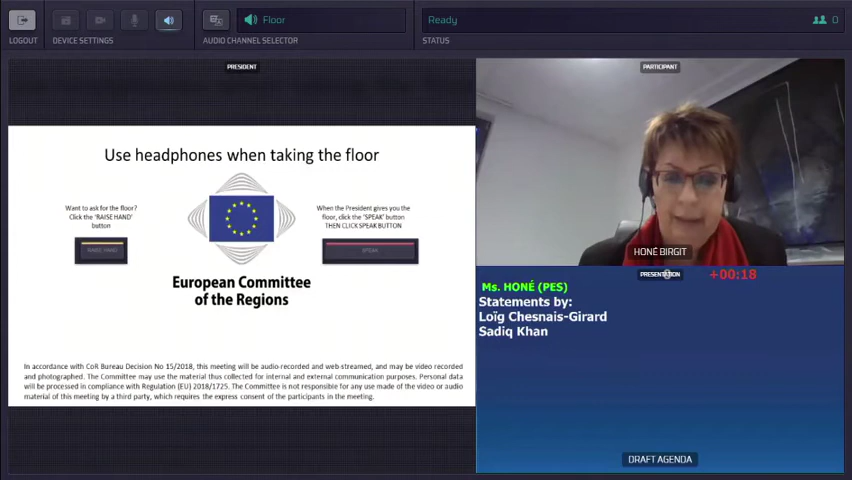 Floor
Ready
0
LOGOUT
DEVICE SETTINGS
AUDIO CHANNEL SELECTOR
STATUS
PRESIDENT
Use headphones when taking the floor
Want to ask for the floor?
Click the 'RAISE HAND'
button
RAISE HAND
When the President gives you the
floor, click the 'SPEAK' button
THEN CLICK SPEAK BUTTON
SPEAK
European Committee
of the Regions
In accordance with CoR Bureau Decision No 15/2018, this meeting will be audio-recorded and web-streamed, and may be video recorded
and photographed. The Committee may use the material thus collected for internal and external communication purposes. Personal data
will be processed in compliance with Regulation (EU) 2018/1725. The Committee is not responsible for any use made of the video or audio
material of this meeting by a third party, which requires the express consent of the participants in the meeting.
PARTICIPANT
HONÉ BIRGIT
PRESENTATION
+00:18
Ms. HONÉ (PES)
Statements by:
Loïg Chesnais-Girard
Sadiq Khan
DRAFT AGENDA